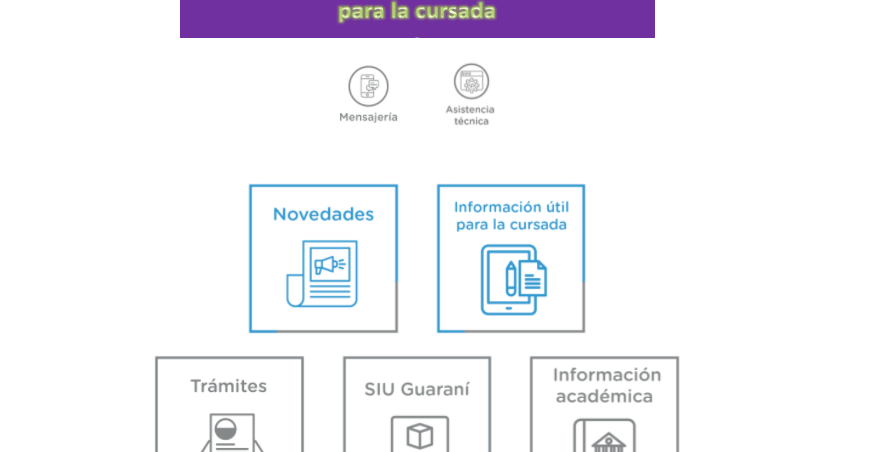 para la cursada
Mensajería
Asistencia
técnica
Novedades
Información útil
para la cursada
Trámites
SIU Guaraní
Información
académica